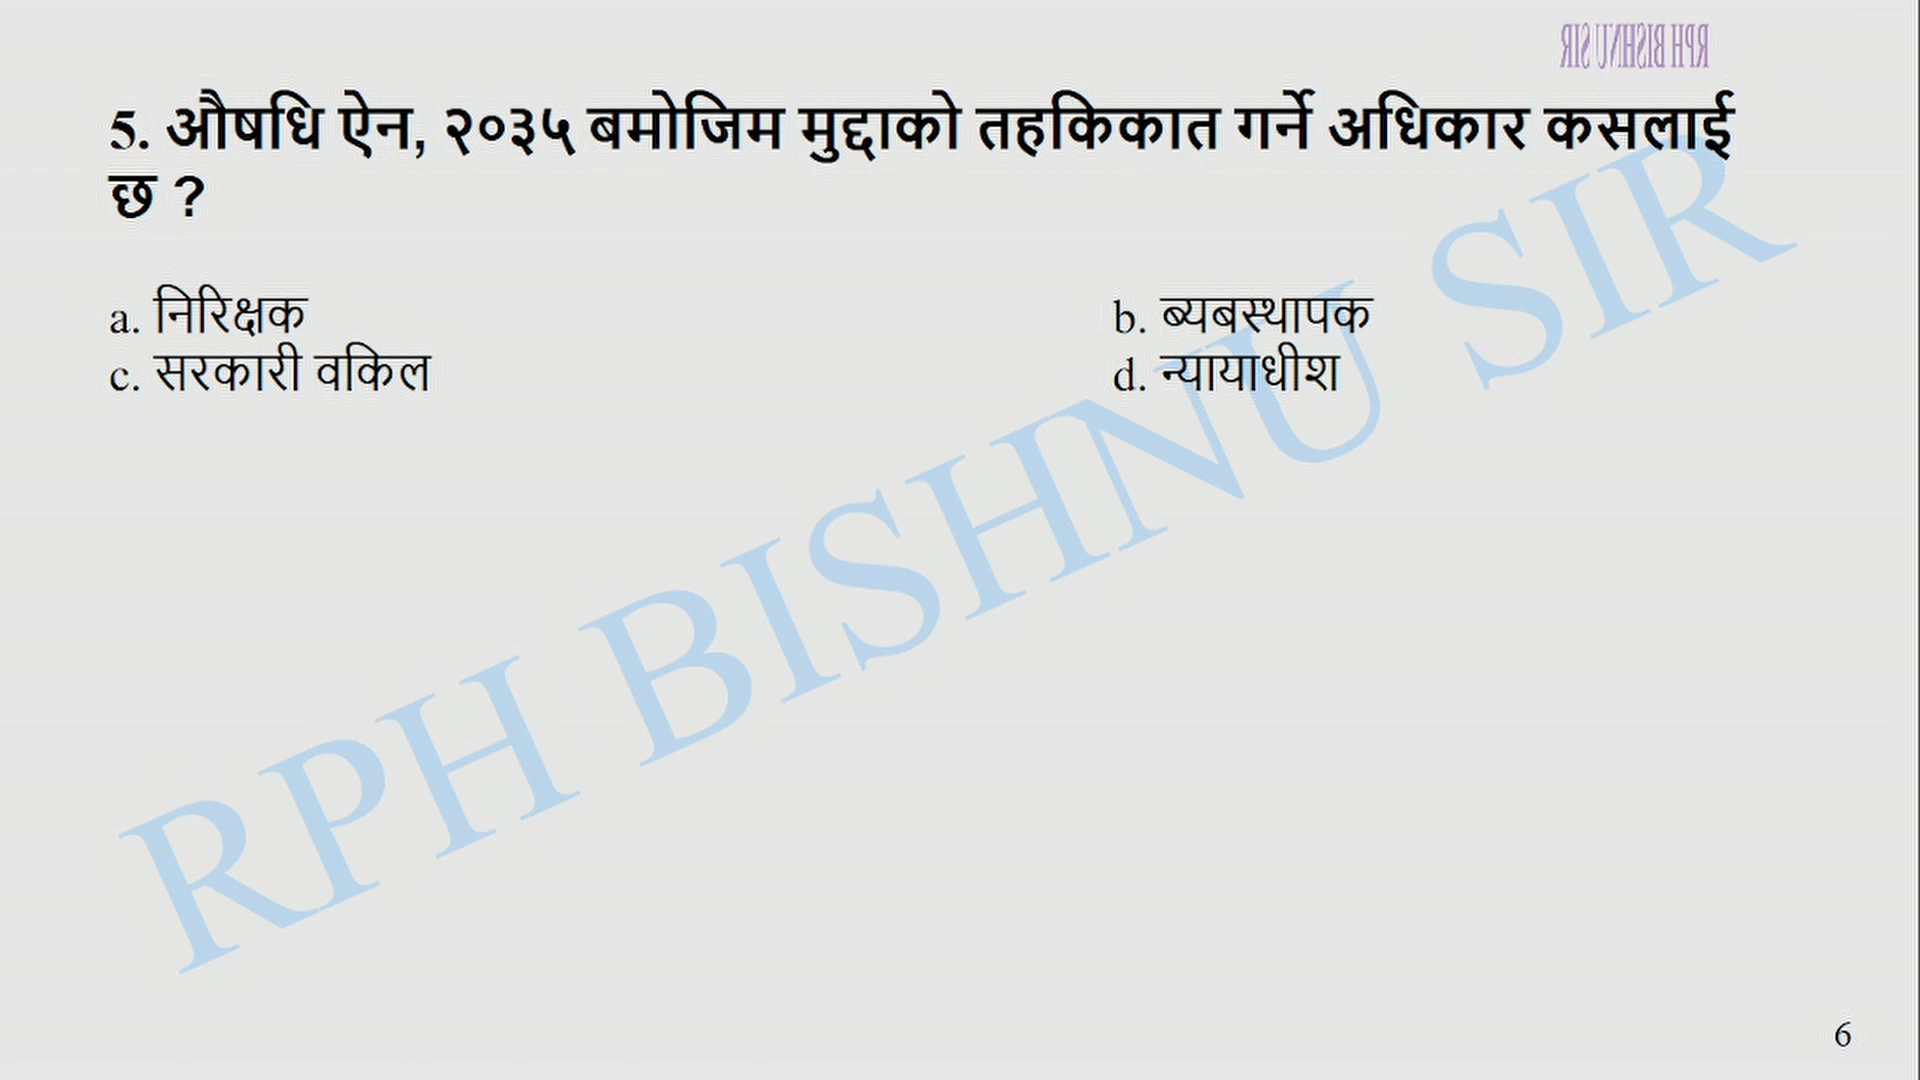 RPH BISHNU SIR
5. औषधि ऐन, २०३५ बमोजिम मुद्दाको तहकिकात गर्ने अधिकार कसलाई
छ ?
a. निरिक्षक
b. ब्यबस्थापक
c. सरकारी वकिल
d. न्यायाधीश
RPH BISHNU SIR
6